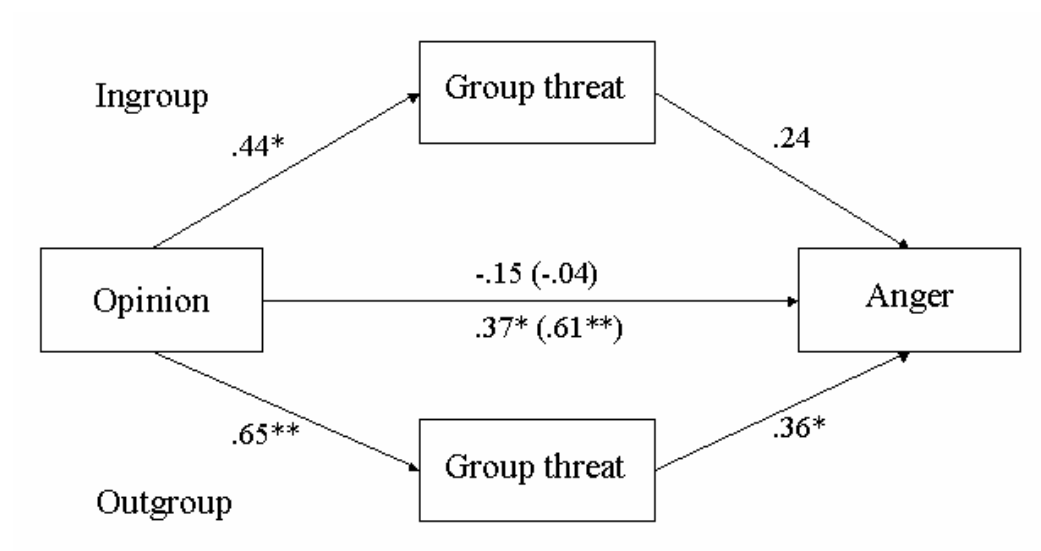 Group threat
Ingroup
.44*
.24
-.15 (-.04)
Opinion
Anger
.37* (.61**)
.65**
.36*
Group threat
Outgroup